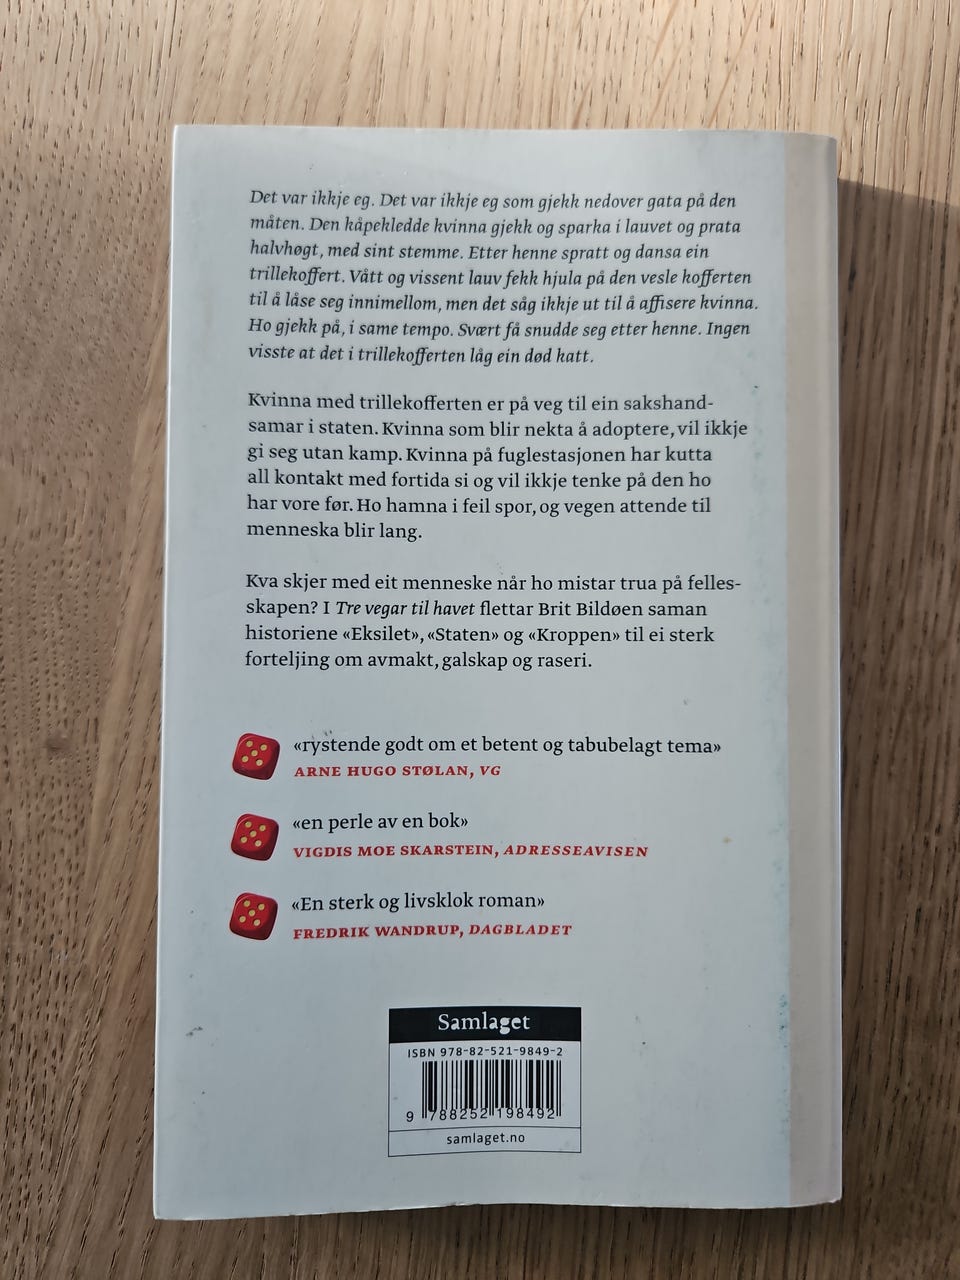 Det var ikkje eg. Det var ikkje eg som gjekk nedover gata på den
måten. Den kåpekledde kvinna gjekk og sparka i lauvet og prata
halvhøgt, med sint stemme. Etter henne spratt og dansa ein
trillekoffert. Vått og vissent lauv fekk hjula på den vesle kofferten
til å låse seg innimellom, men det såg ikkje ut til å affisere kvinna.
Ho gjekk på, i same tempo. Svært få snudde seg etter henne. Ingen
visste at det i trillekofferten låg ein død katt.
Kvinna med trillekofferten er på veg til ein sakshand-
samar i staten. Kvinna som blir nekta å adoptere, vil ikkje
gi seg utan kamp. Kvinna på fuglestasjonen har kutta
all kontakt med fortida si og vil ikkje tenke på den ho
har vore før. Ho hamna i feil spor, og vegen attende til
menneska blir lang.
Kva skjer med eit menneske når ho mistar trua på felles-
skapen? I Tre vegar til havet flettar Brit Bildøen saman
historiene «Eksilet», «Staten» og «Kroppen» til ei sterk
forteljing om avmakt, galskap og raseri.
«rystende godt om et betent og tabubelagt tema»
ARNE HUGO STØLAN, VG
«en perle av en bok»
VIGDIS MOE SKARSTEIN, ADRESSEAVISEN
«En sterk og livsklok roman»
FREDRIK WANDRUP, DAGBLADET
Samlaget
ISBN 978-82-521-9849-2
9 788252 198492
samlaget.no